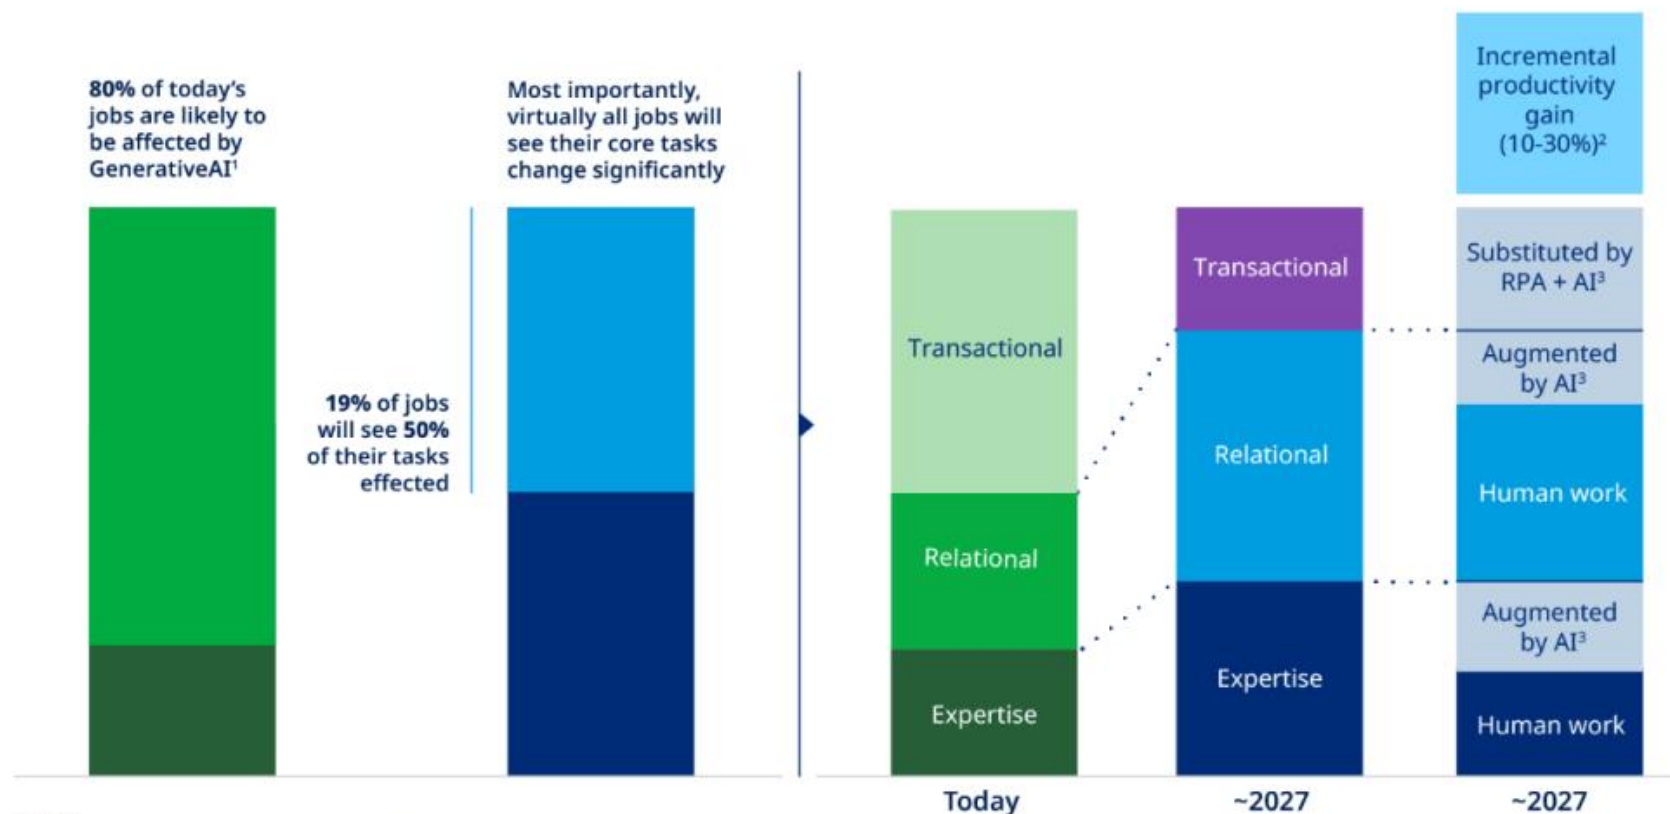 80% of today's
jobs are likely to
be affected by
GenerativeAI¹
Most importantly,
virtually all jobs will
see their core tasks
change significantly
19% of jobs
will see 50%
of their tasks
effected
Transactional
Relational
Expertise
Today
Transactional
Relational
Expertise
~2027
Incremental
productivity
gain
(10-30%)²
Substituted by
RPA + AI³
Augmented
by AI³
Human work
Augmented
by AI³
Human work
~2027